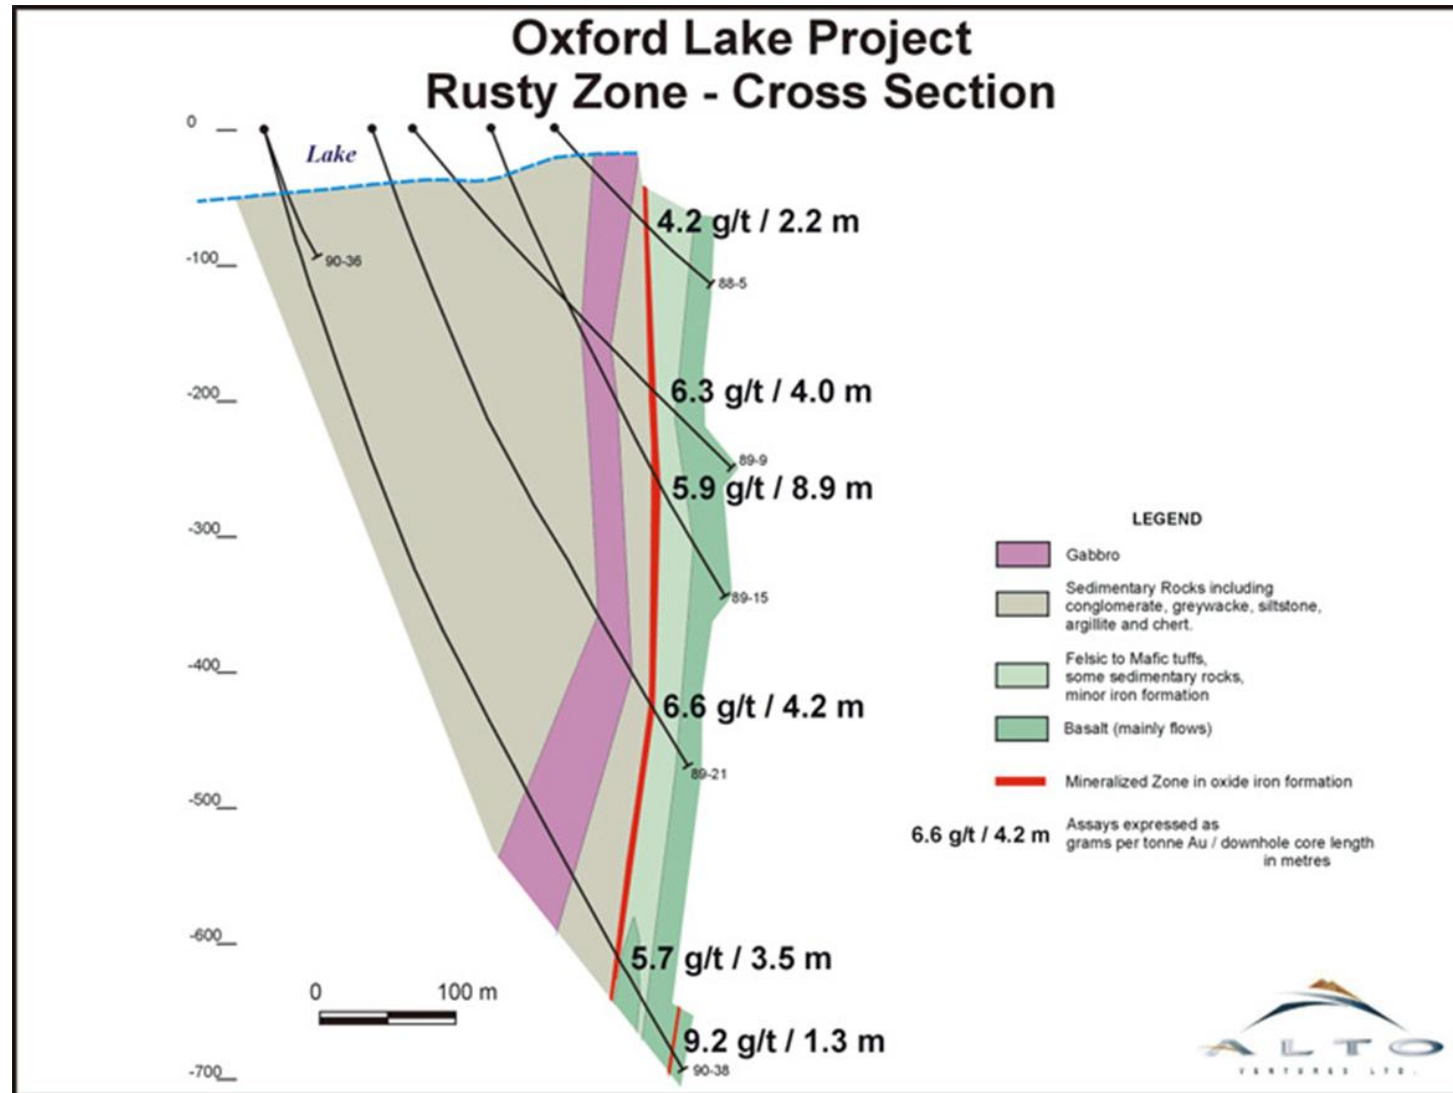 Oxford Lake Project
Rusty Zone - Cross Section
0
Lake
-100
90-36
4.2 g/t / 2.2 m
88-5
-200
6.3 g/t / 4.0 m
89-9
5.9 g/t / 8.9 m
-300
89-15
-400
6.6 g/t / 4.2 m
89-21
-500
-600
5.7 g/t / 3.5 m
0 100 m
9.2 g/t / 1.3 m
90-38
-700
LEGEND
Gabbro
Sedimentary Rocks including
conglomerate, greywacke, siltstone,
argillite and chert.
Felsic to Mafic tuffs,
some sedimentary rocks,
minor iron formation
Basalt (mainly flows)
Mineralized Zone in oxide iron formation
6.6 g/t / 4.2 m
Assays expressed as
grams per tonne Au / downhole core length
in metres
ALTO
VENTURES LTD.